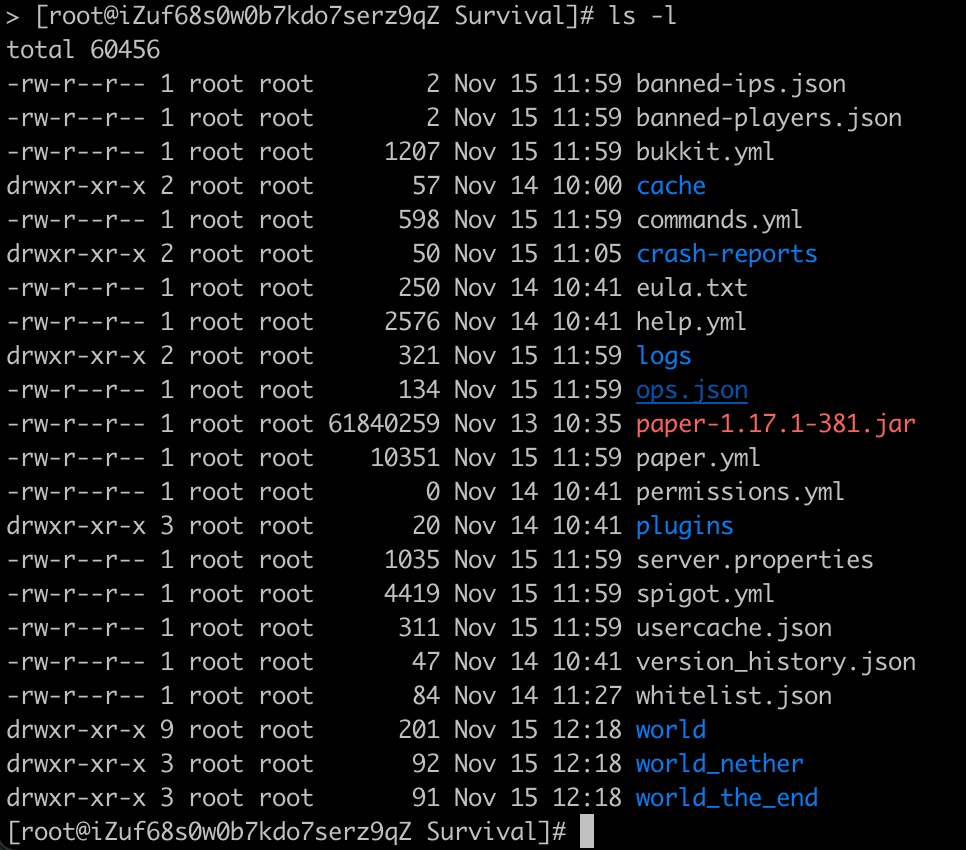 > [root@iZuf68s0w0b7kdo7serz9qZ Survival]# ls -l
total 60456
-rw-r--r-- 1 root root        2 Nov 15 11:59 banned-ips.json
-rw-r--r-- 1 root root        2 Nov 15 11:59 banned-players.json
-rw-r--r-- 1 root root     1207 Nov 15 11:59 bukkit.yml
drwxr-xr-x 2 root root       57 Nov 14 10:00 cache
-rw-r--r-- 1 root root      598 Nov 15 11:59 commands.yml
drwxr-xr-x 2 root root       50 Nov 15 11:05 crash-reports
-rw-r--r-- 1 root root      250 Nov 14 10:41 eula.txt
-rw-r--r-- 1 root root     2576 Nov 14 10:41 help.yml
drwxr-xr-x 2 root root      321 Nov 15 11:59 logs
-rw-r--r-- 1 root root      134 Nov 15 11:59 ops.json
-rw-r--r-- 1 root root 61840259 Nov 13 10:35 paper-1.17.1-381.jar
-rw-r--r-- 1 root root    10351 Nov 15 11:59 paper.yml
-rw-r--r-- 1 root root        0 Nov 14 10:41 permissions.yml
drwxr-xr-x 3 root root       20 Nov 14 10:41 plugins
-rw-r--r-- 1 root root     1035 Nov 15 11:59 server.properties
-rw-r--r-- 1 root root     4419 Nov 15 11:59 spigot.yml
-rw-r--r-- 1 root root      311 Nov 15 11:59 usercache.json
-rw-r--r-- 1 root root       47 Nov 14 10:41 version_history.json
-rw-r--r-- 1 root root       84 Nov 14 11:27 whitelist.json
drwxr-xr-x 9 root root      201 Nov 15 12:18 world
drwxr-xr-x 3 root root       92 Nov 15 12:18 world_nether
drwxr-xr-x 3 root root       91 Nov 15 12:18 world_the_end
[root@iZuf68s0w0b7kdo7serz9qZ Survival]#